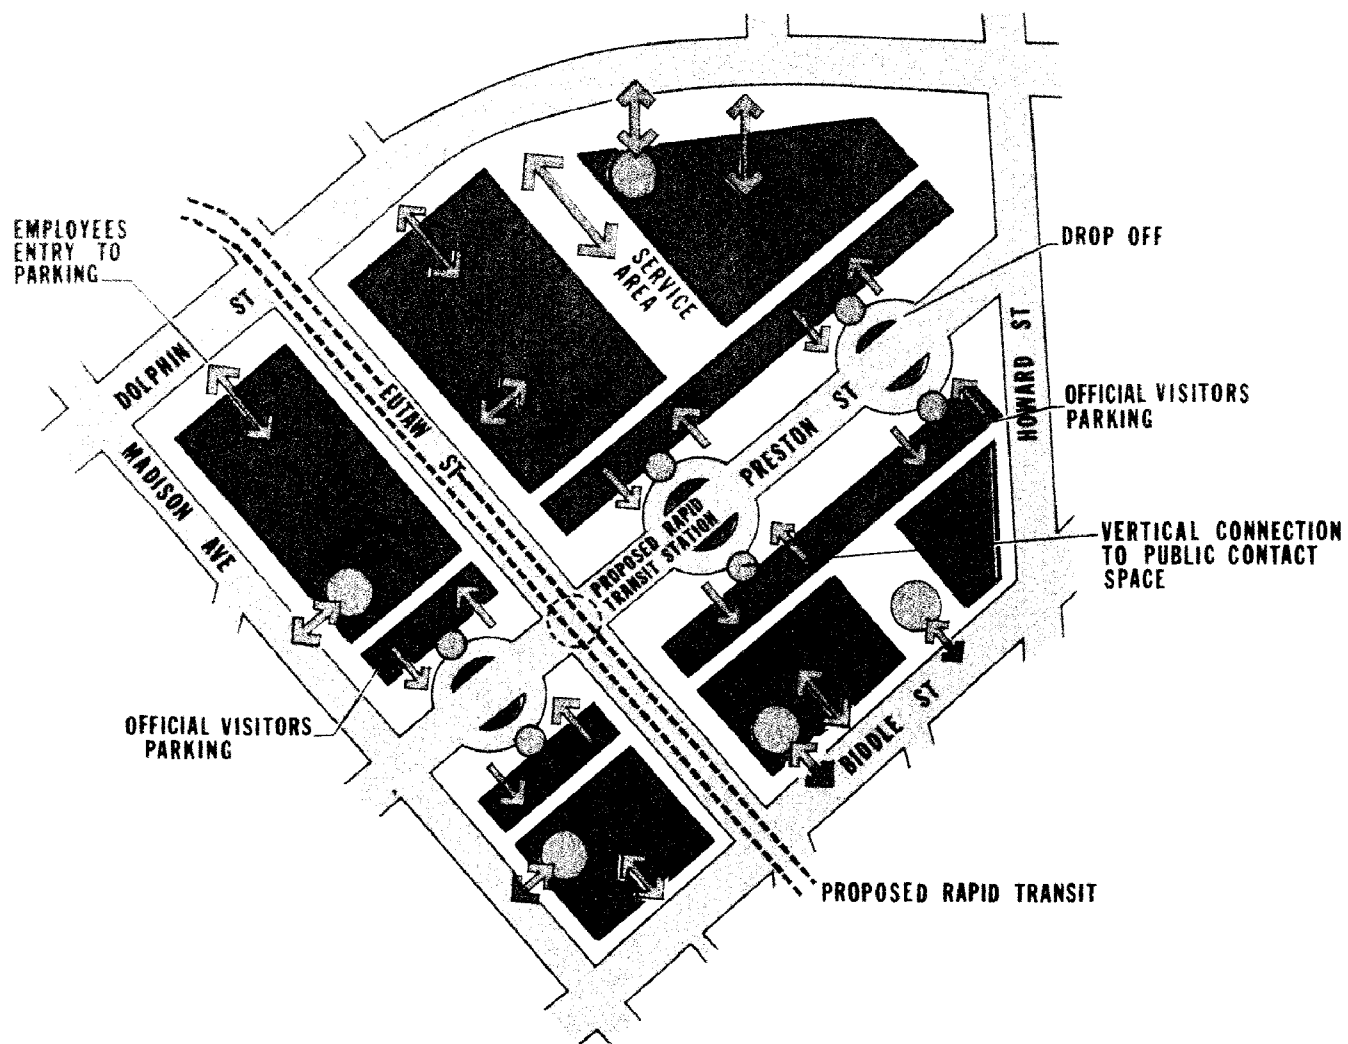 EMPLOYEES
ENTRY TO
PARKING
DOLPHIN ST
MADISON AVE
EUTAW ST
SERVICE
AREA
DROP OFF
HOWARD ST
PRESTON ST
OFFICIAL VISITORS
PARKING
PROPOSED RAPID
TRANSIT STATION
VERTICAL CONNECTION
TO PUBLIC CONTACT
SPACE
BIDDLE ST
OFFICIAL VISITORS
PARKING
PROPOSED RAPID TRANSIT